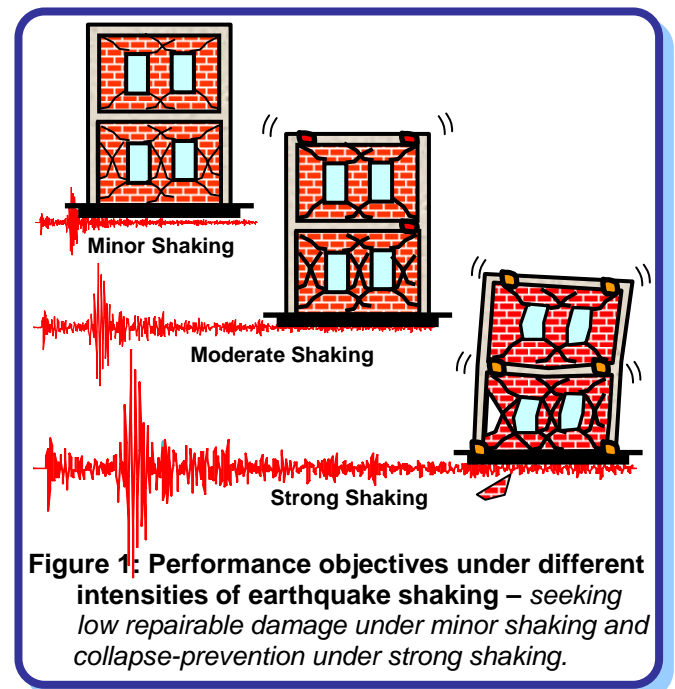 Minor Shaking
Moderate Shaking
Strong Shaking
Figure 1: Performance objectives under different
intensities of earthquake shaking – seeking
low repairable damage under minor shaking and
collapse-prevention under strong shaking.